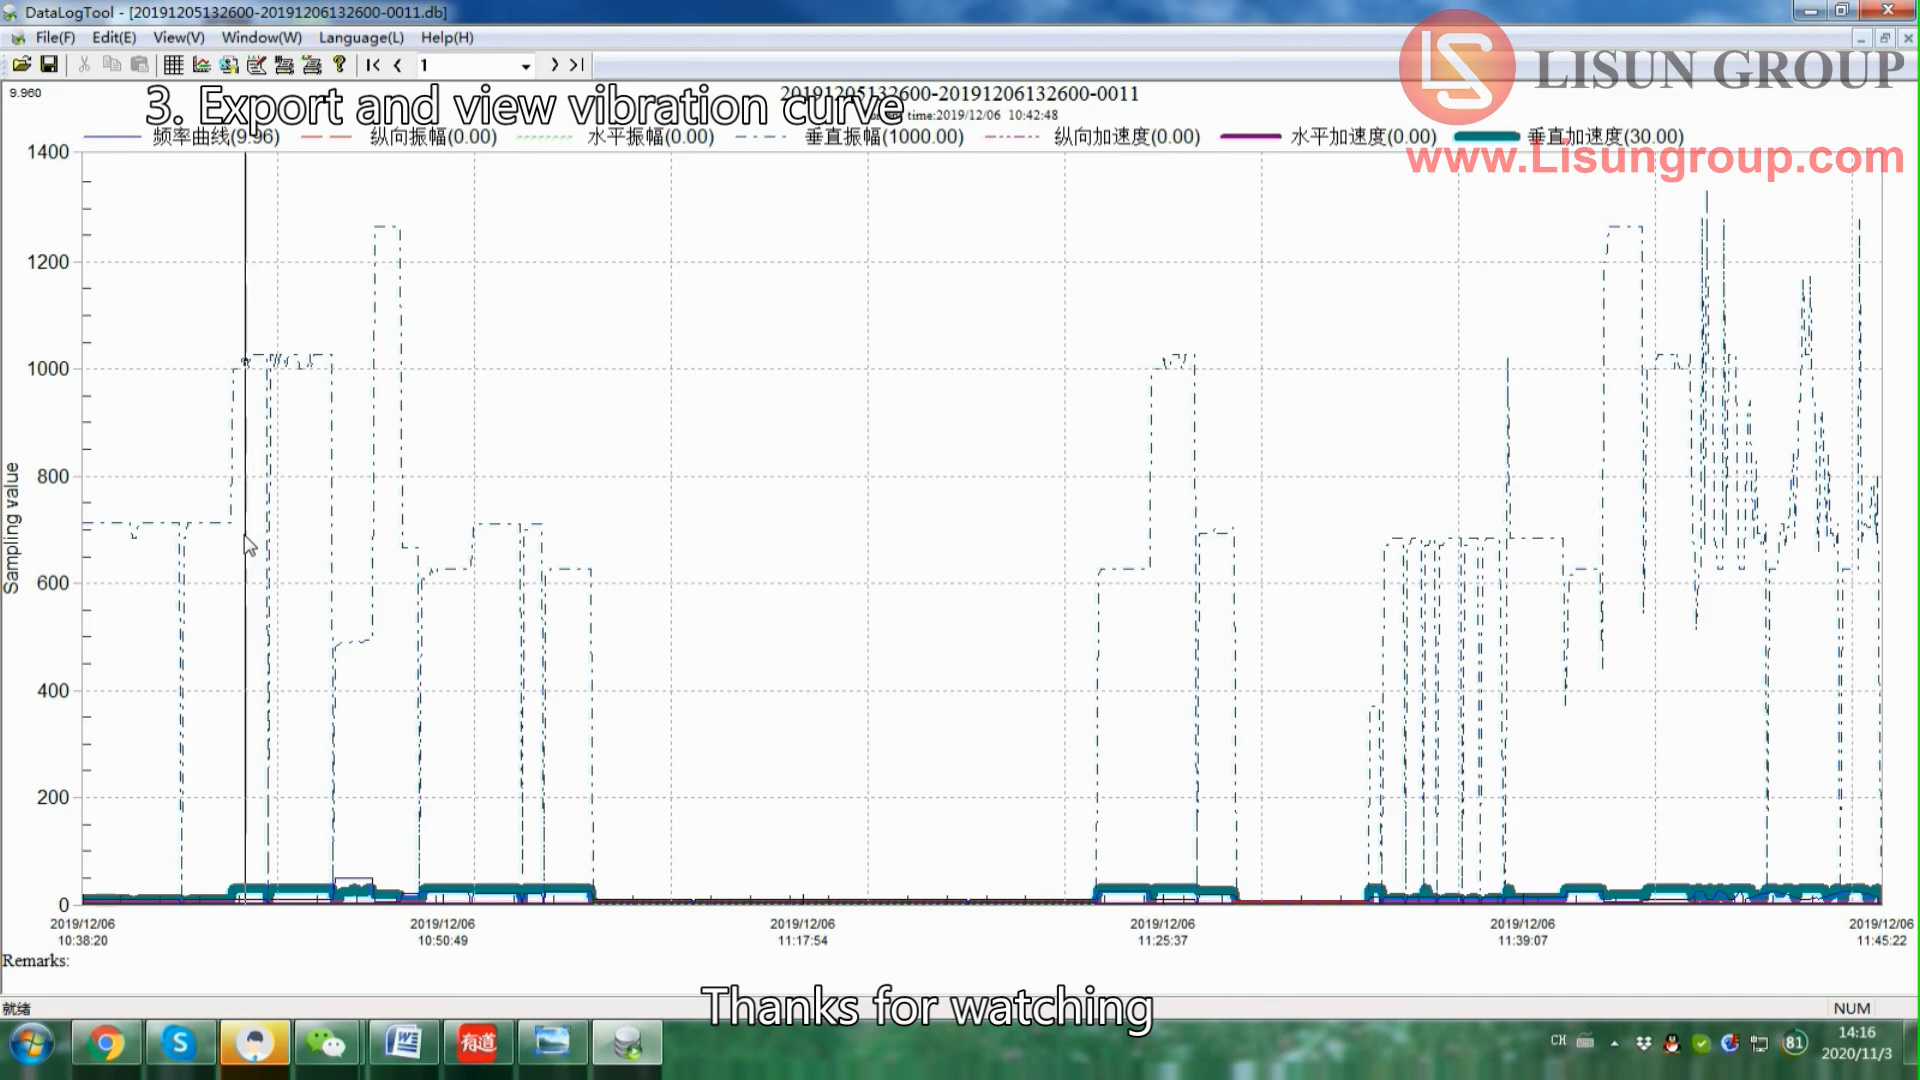 DataLogTool - [20191205132600-20191206132600-0011.db]
File(F) Edit(E) View(V) Window(W) Language(L) Help(H)
1
LISUN GROUP
www.Lisungroup.com
9.960
20191205132600-20191206132600-0011
3. Export and view vibration curve
time:2019/12/06 10:42:48
频率曲线(9.96) 纵向振幅(0.00) 水平振幅(0.00) 垂直振幅(1000.00) 纵向加速度(0.00) 水平加速度(0.00) 垂直加速度(30.00)
1400
1200
1000
800
600
400
200
0
Sampling value
2019/12/06 2019/12/06 2019/12/06 2019/12/06 2019/12/06 2019/12/06
10:38:20 10:50:49 11:17:54 11:25:37 11:39:07 11:45:22
Remarks:
就绪
NUM
Thanks for watching
有道
CH
81
14:16
2020/11/3